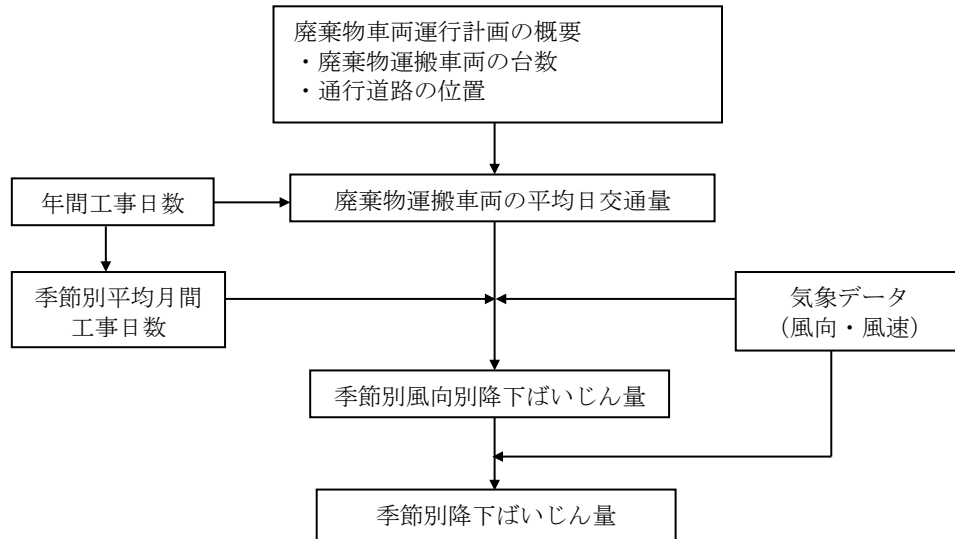 廃棄物車両運行計画の概要
・廃棄物運搬車両の台数
・通行道路の位置
年間工事日数
廃棄物運搬車両の平均日交通量
季節別平均月間
工事日数
気象データ
（風向・風速）
季節別風向別降下ばいじん量
季節別降下ばいじん量